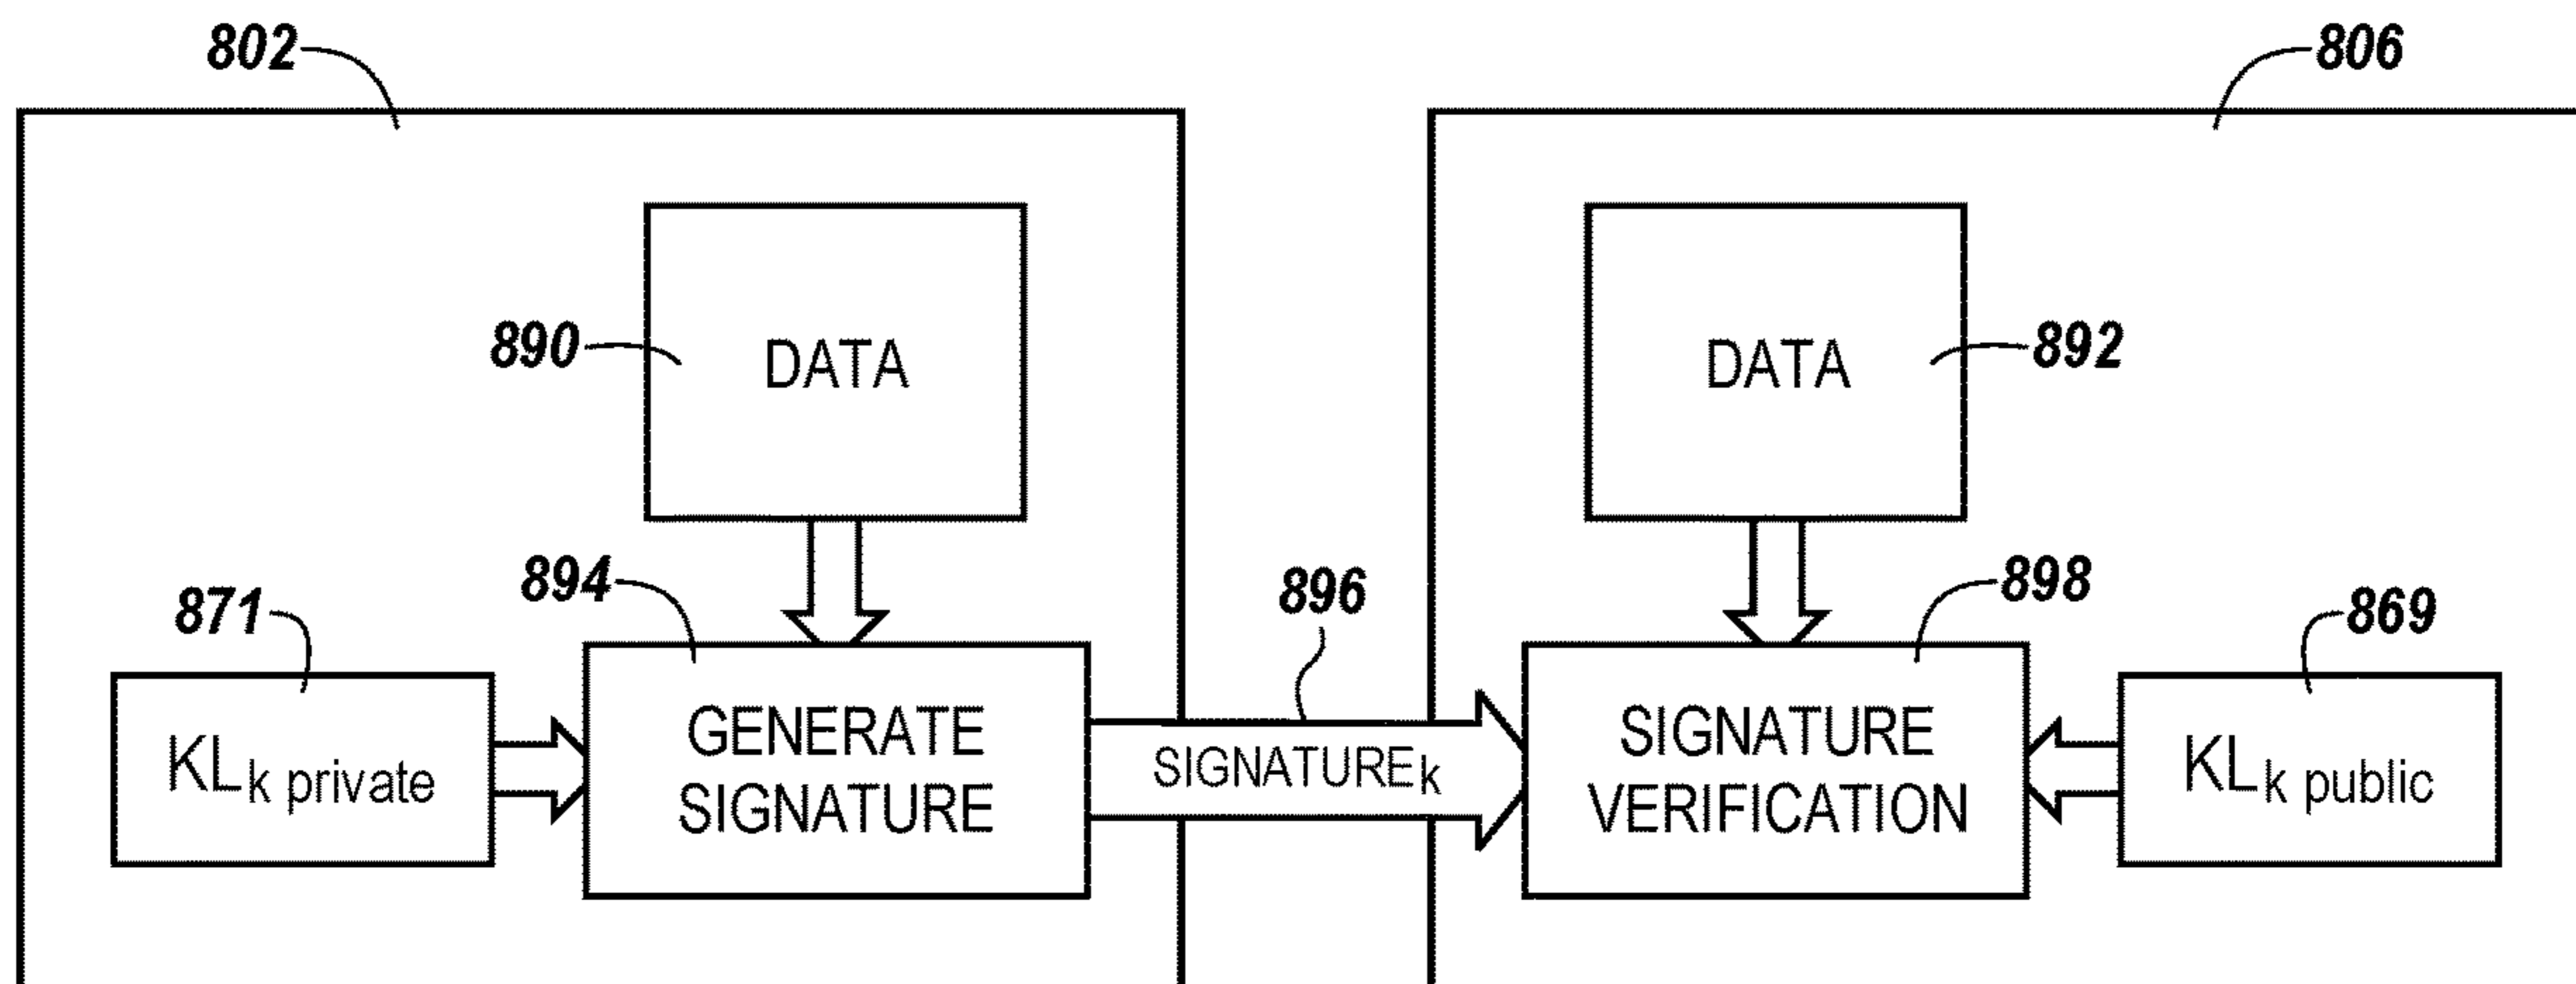 802
806
DATA
890
DATA
892
894
898
871
896
869
KLk private
GENERATE
SIGNATURE
SIGNATUREk
SIGNATURE
VERIFICATION
KLk public